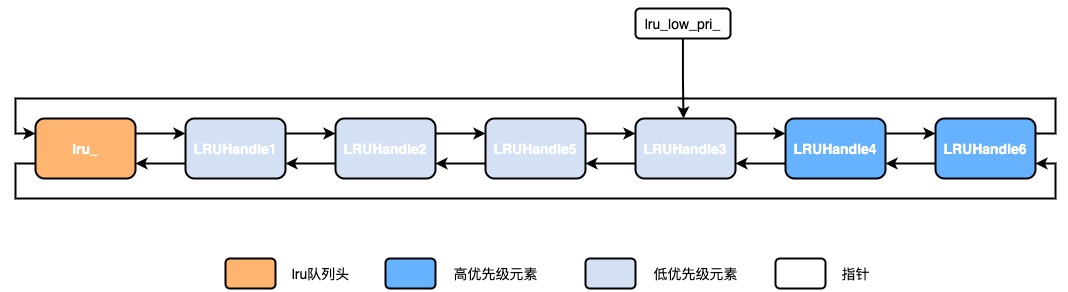 lru_low_pri_
lru_
LRUHandle1
LRUHandle2
LRUHandle5
LRUHandle3
LRUHandle4
LRUHandle6
lru队列头
高优先级元素
低优先级元素
指针